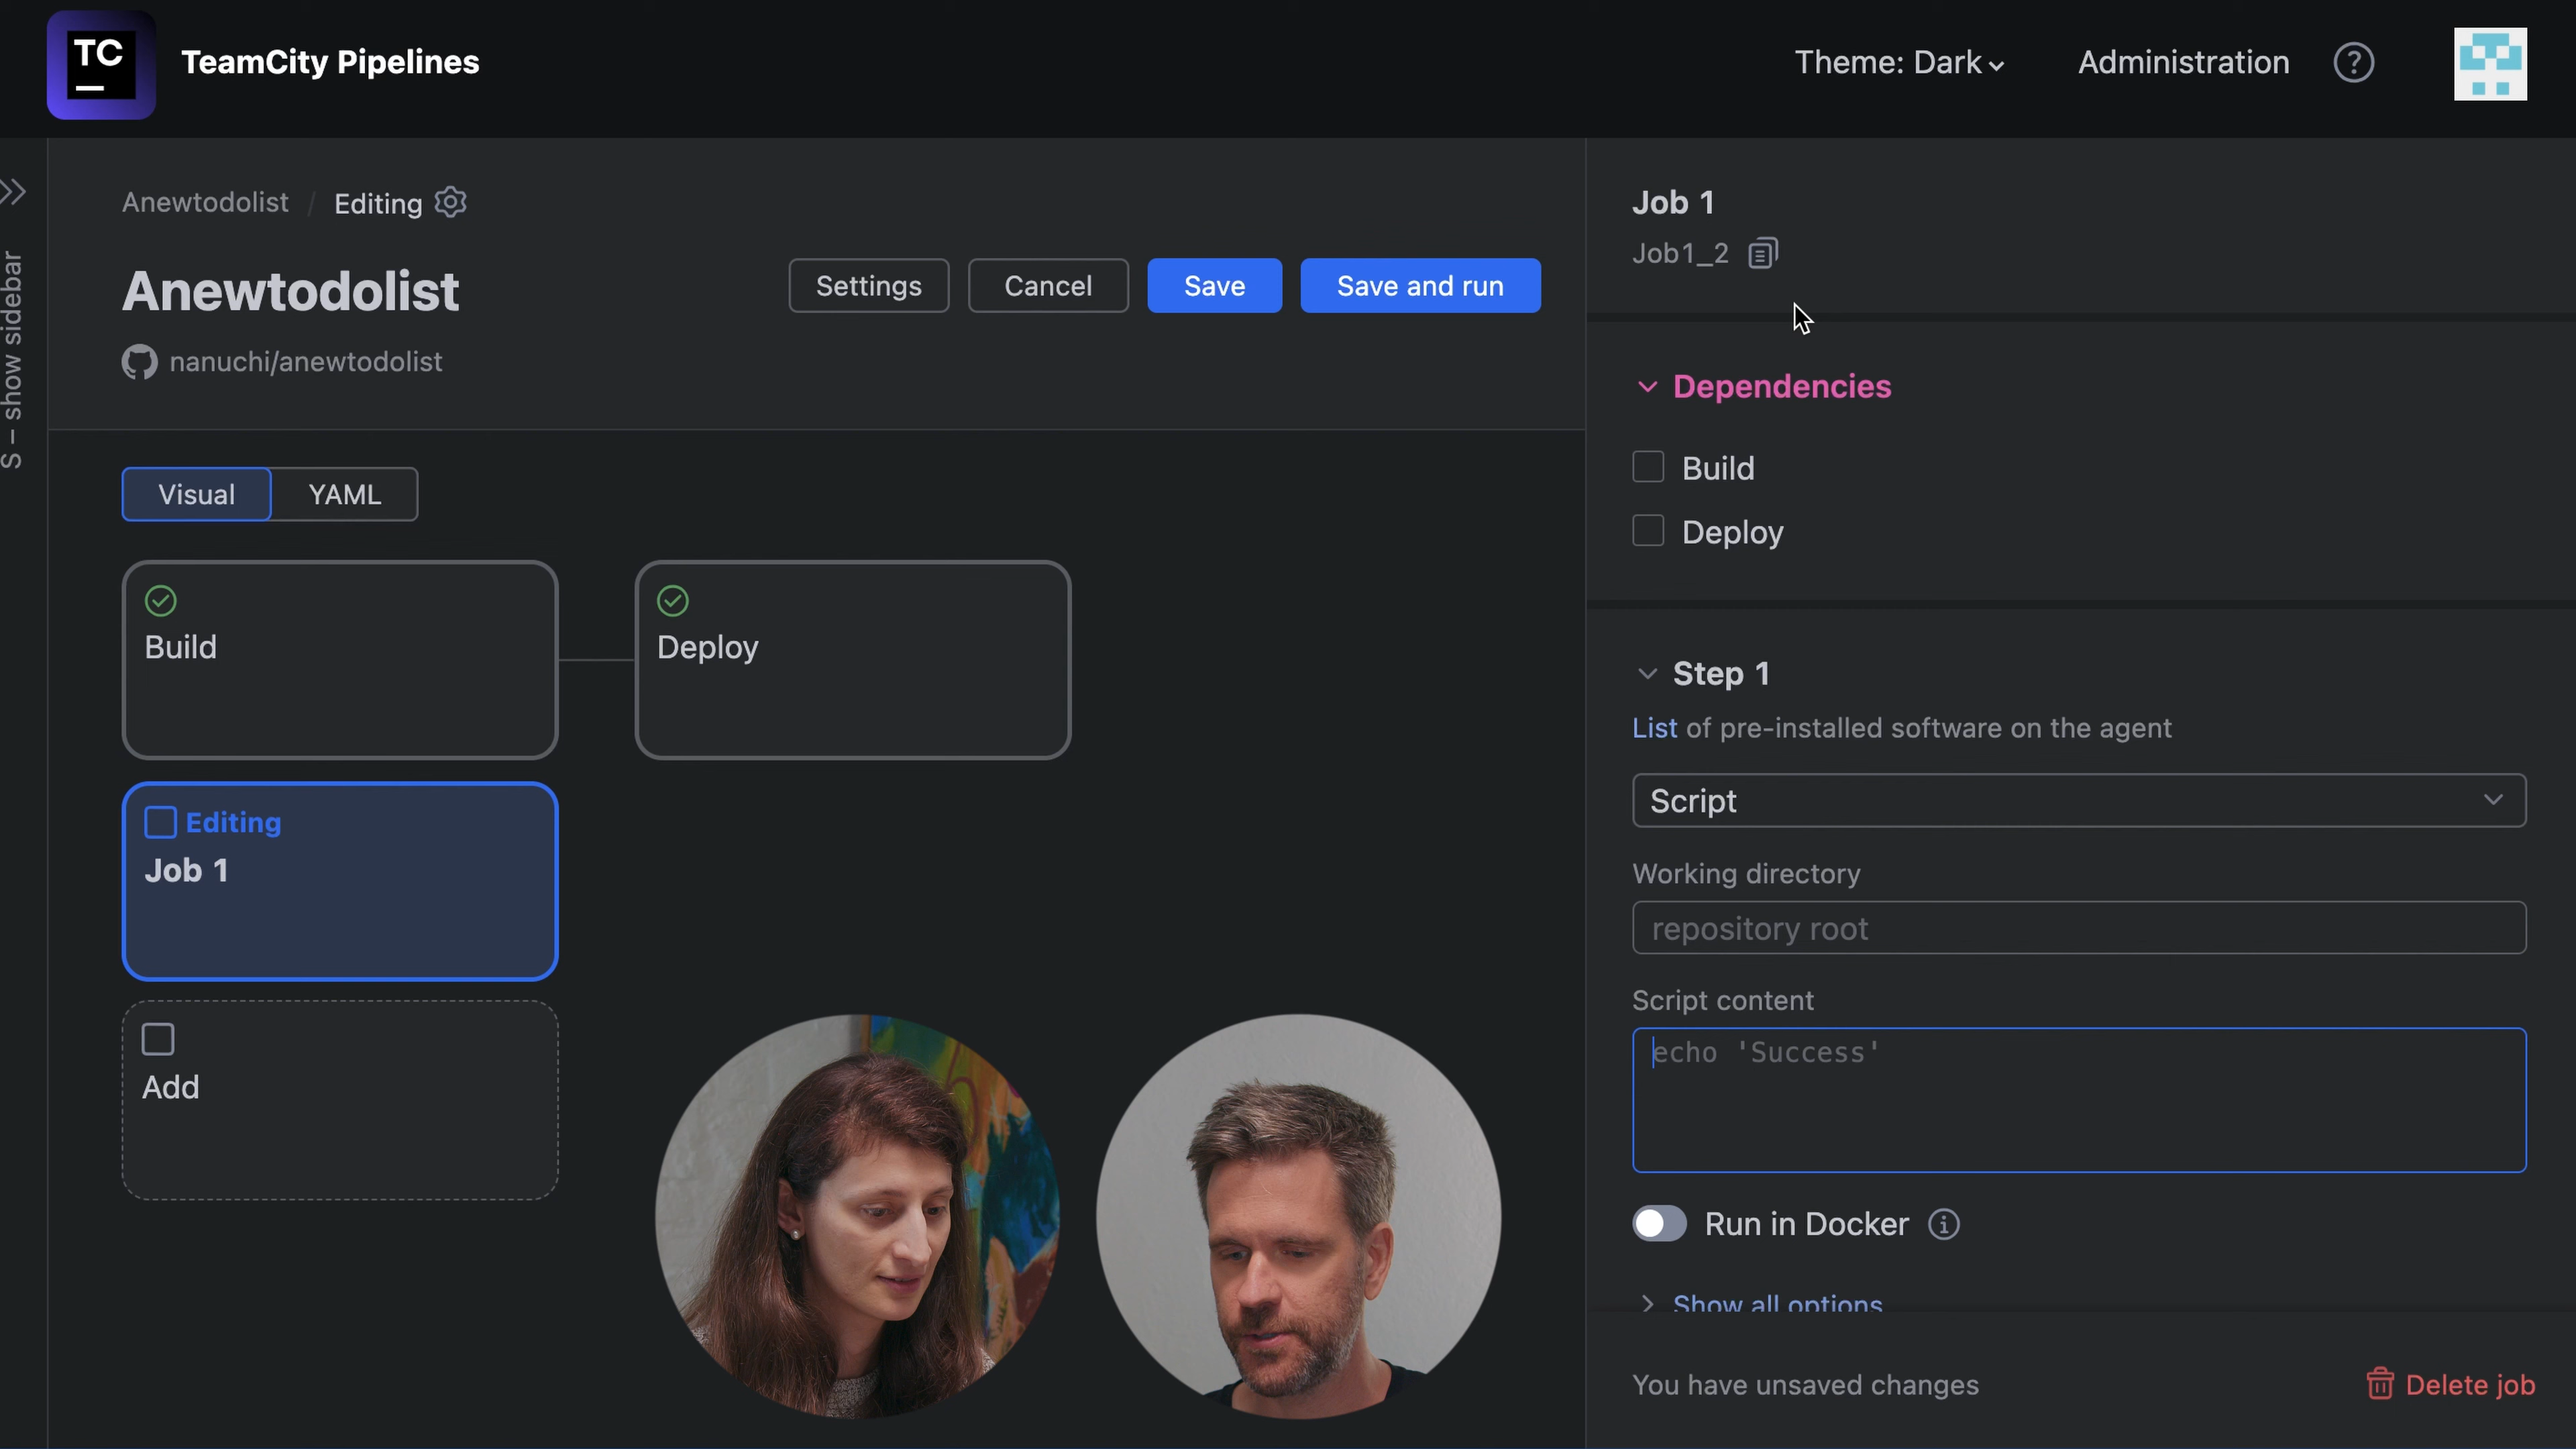 TC
TeamCity Pipelines
Theme: Dark
Administration
?
S – show sidebar
Anewtodolist / Editing
Anewtodolist
Settings
Cancel
Save
Save and run
nanuchi/anewtodolist
Visual
YAML
Build
Deploy
Editing
Job 1
Add
Job 1
Job1_2
Dependencies
Build
Deploy
Step 1
List of pre-installed software on the agent
Script
Working directory
repository root
Script content
echo 'Success'
Run in Docker
Show all options
You have unsaved changes
Delete job